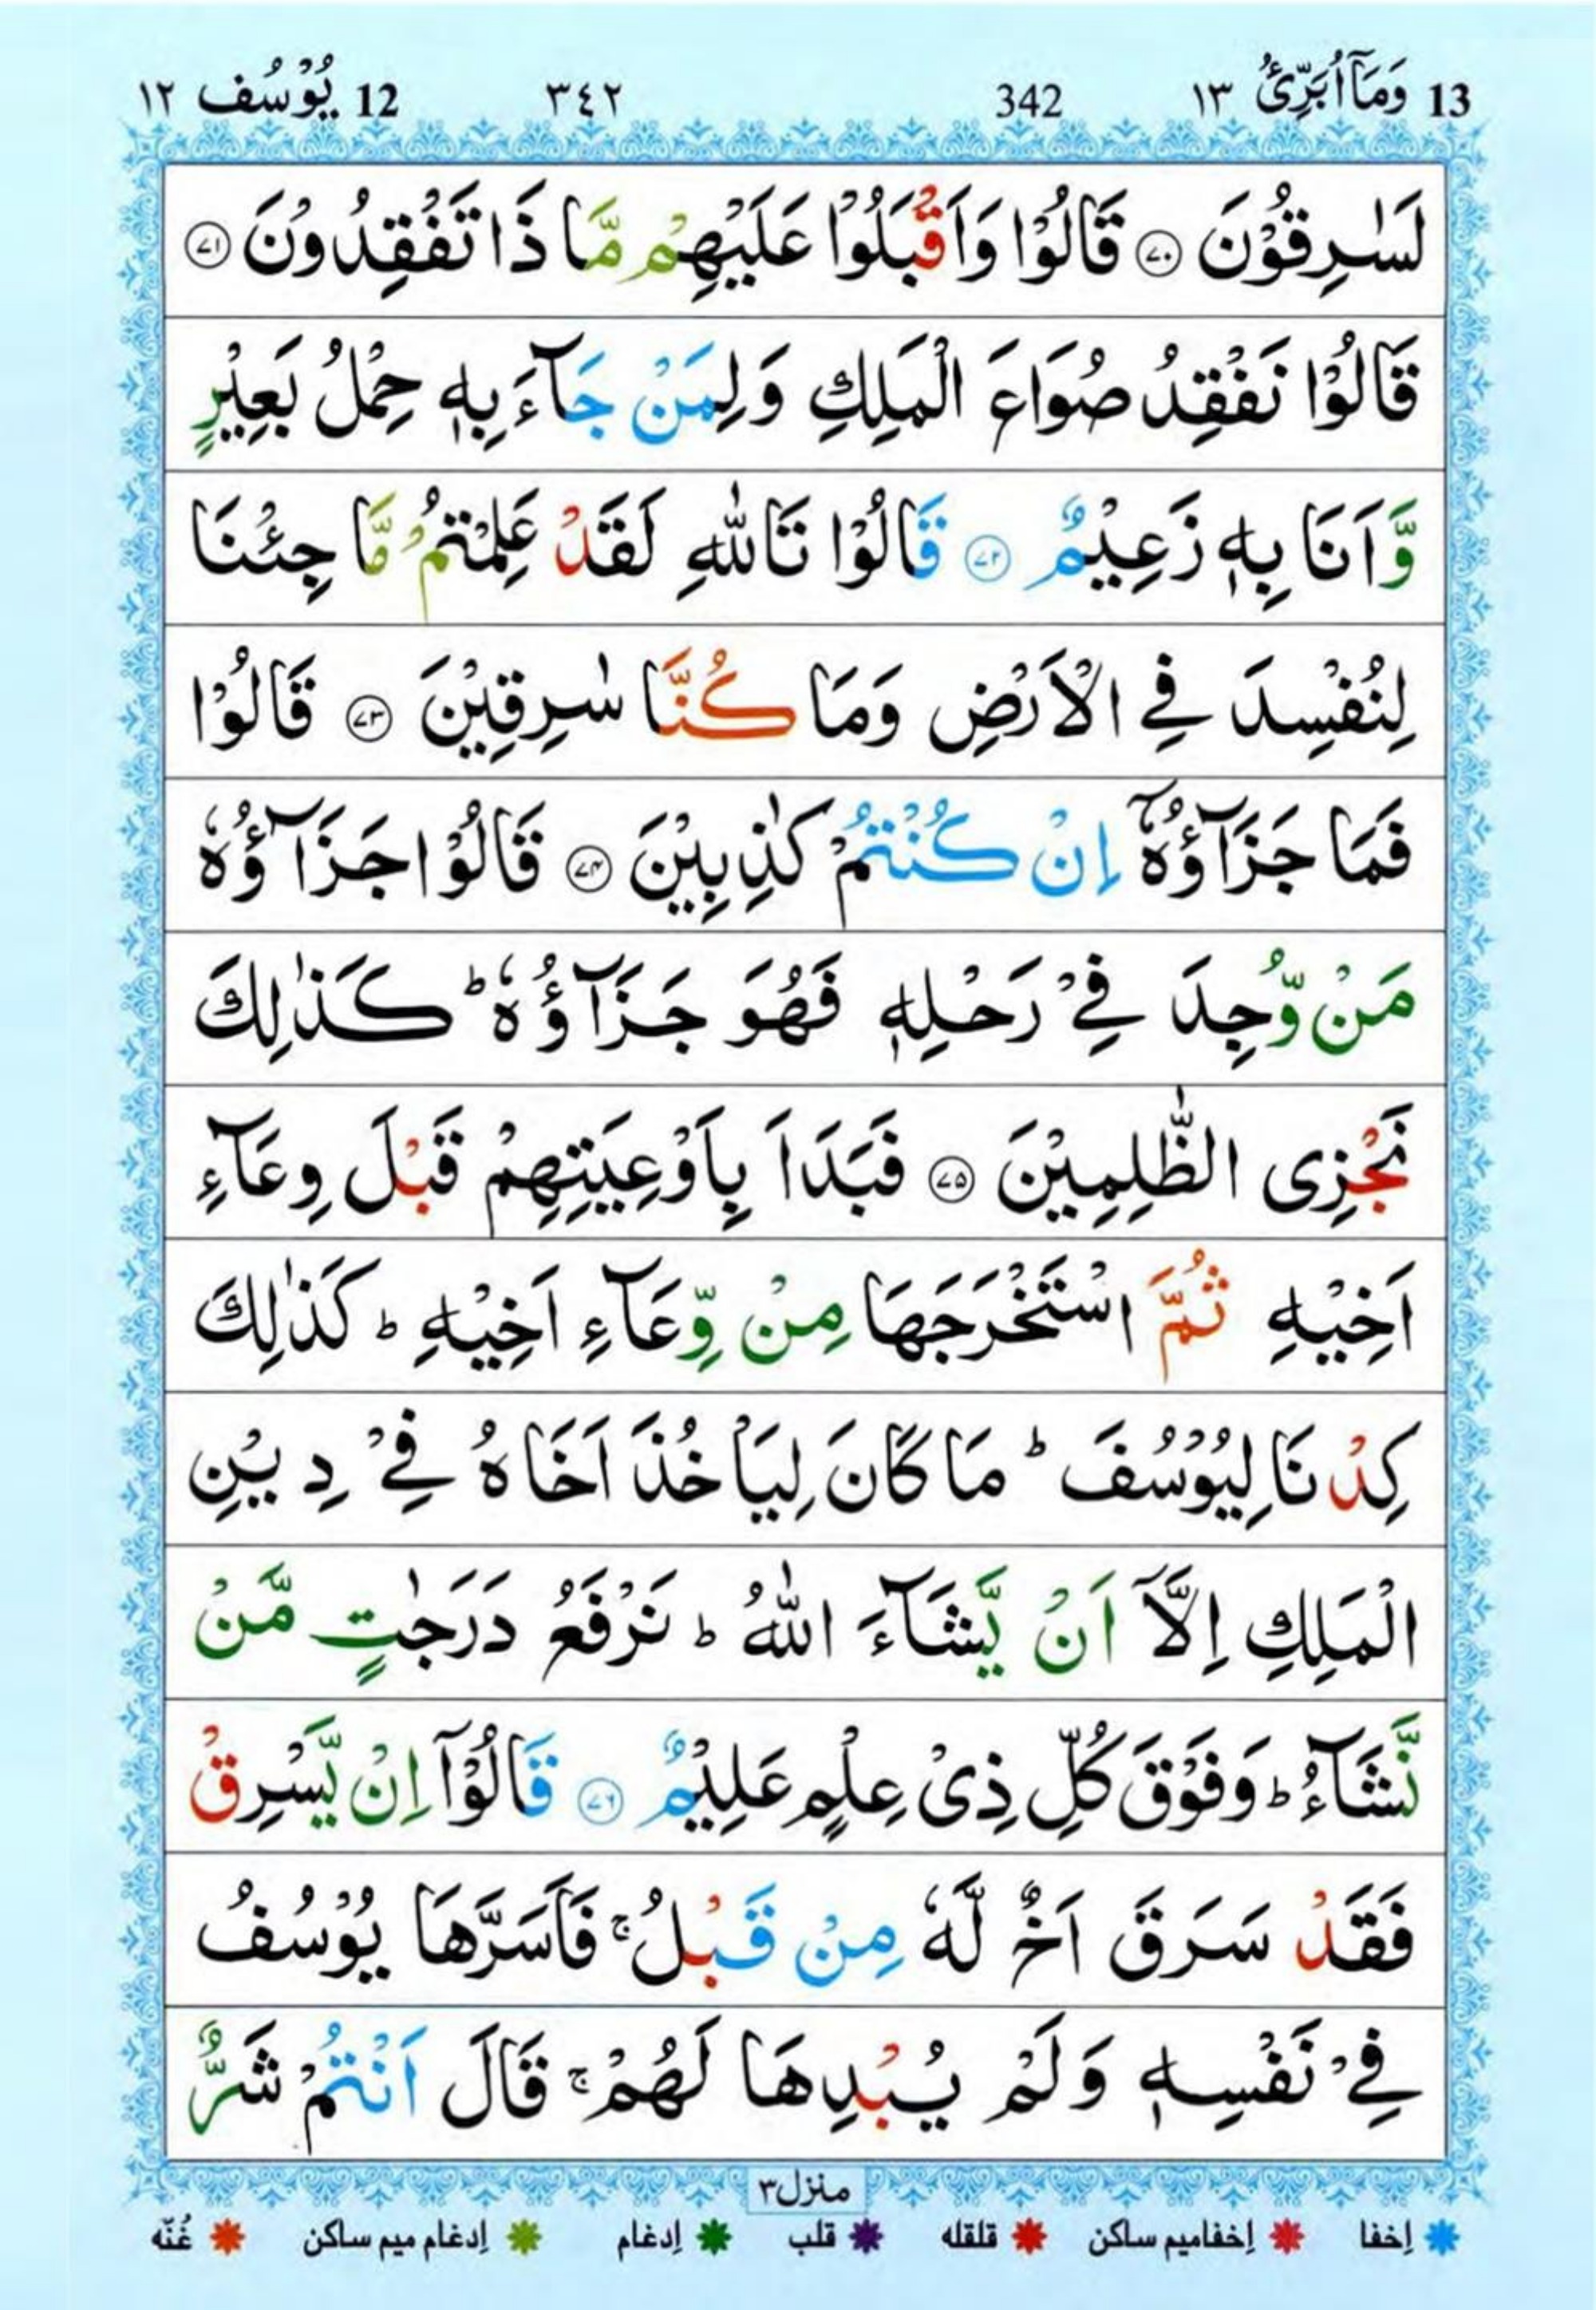 13 وَمَآ اُبَرِّئُ ١٣ 342 ٣٤٢ 12 يُوْسُف ١٢
لَسٰرِقُوْنَ ۝٧٠ قَالُوْا وَاَقْبَلُوْا عَلَيْهِمْ مَّا ذَا تَفْقِدُوْنَ ۝٧١
قَالُوْا نَفْقِدُ صُوَاعَ الْمَلِكِ وَلِمَنْ جَآءَ بِهٖ حِمْلُ بَعِيْرٍ
وَّاَنَا بِهٖ زَعِيْمٌ ۝٧٢ قَالُوْا تَاللّٰهِ لَقَدْ عَلِمْتُمْ مَّا جِئْنَا
لِنُفْسِدَ فِي الْاَرْضِ وَمَا كُنَّا سٰرِقِيْنَ ۝٧٣ قَالُوْا
فَمَا جَزَآؤُهٗۤ اِنْ كُنْتُمْ كٰذِبِيْنَ ۝٧٤ قَالُوْا جَزَآؤُهٗ
مَنْ وُّجِدَ فِيْ رَحْلِهٖ فَهُوَ جَزَآؤُهٗ ؕ كَذٰلِكَ
نَجْزِى الظّٰلِمِيْنَ ۝٧٥ فَبَدَاَ بِاَوْعِيَتِهِمْ قَبْلَ وِعَآءِ
اَخِيْهِ ثُمَّ اسْتَخْرَجَهَا مِنْ وِّعَآءِ اَخِيْهِ ؕ كَذٰلِكَ
كِدْنَا لِيُوْسُفَ ؕ مَا كَانَ لِيَاْخُذَ اَخَاهُ فِيْ دِيْنِ
الْمَلِكِ اِلَّاۤ اَنْ يَّشَآءَ اللّٰهُ ؕ نَرْفَعُ دَرَجٰتٍ مَّنْ
نَّشَآءُ ؕ وَفَوْقَ كُلِّ ذِىْ عِلْمٍ عَلِيْمٌ ۝٧٦ قَالُوْۤا اِنْ يَّسْرِقْ
فَقَدْ سَرَقَ اَخٌ لَّهٗ مِنْ قَبْلُ ۚ فَاَسَرَّهَا يُوْسُفُ
فِيْ نَفْسِهٖ وَلَمْ يُبْدِهَا لَهُمْ ۚ قَالَ اَنْتُمْ شَرٌّ
منزل٣
اِخفا اِخفامیم ساکن قلقله قلب اِدغام اِدغام میم ساکن غُنّه